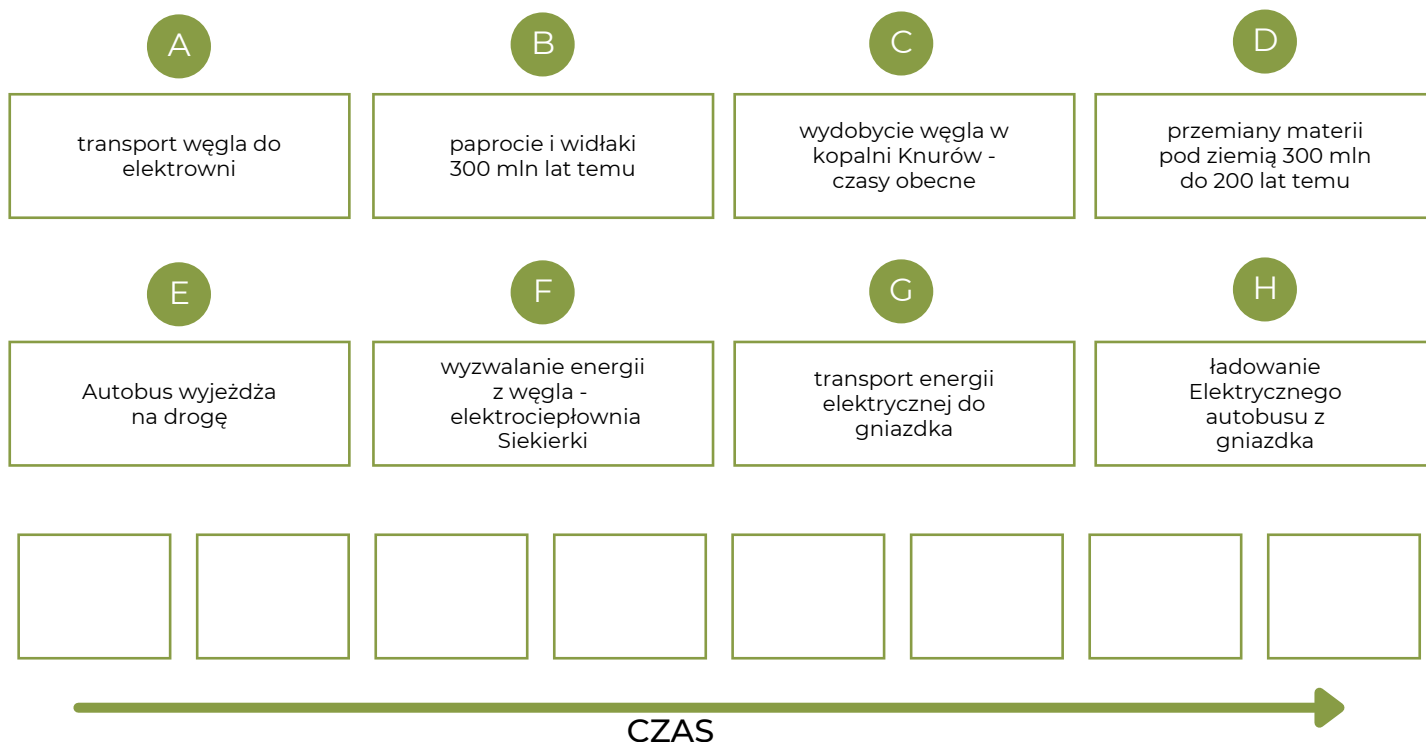 A
B
C
D
transport węgla do
elektrowni
paprocie i widłaki
300 mln lat temu
wydobycie węgla w
kopalni Knurów -
czasy obecne
przemiany materii
pod ziemią 300 mln
do 200 lat temu
E
F
G
H
Autobus wyjeżdża
na drogę
wyzwalanie energii
z węgla -
elektrociepłownia
Siekierki
transport energii
elektrycznej do
gniazdka
ładowanie
Elektrycznego
autobusu z
gniazdka
CZAS